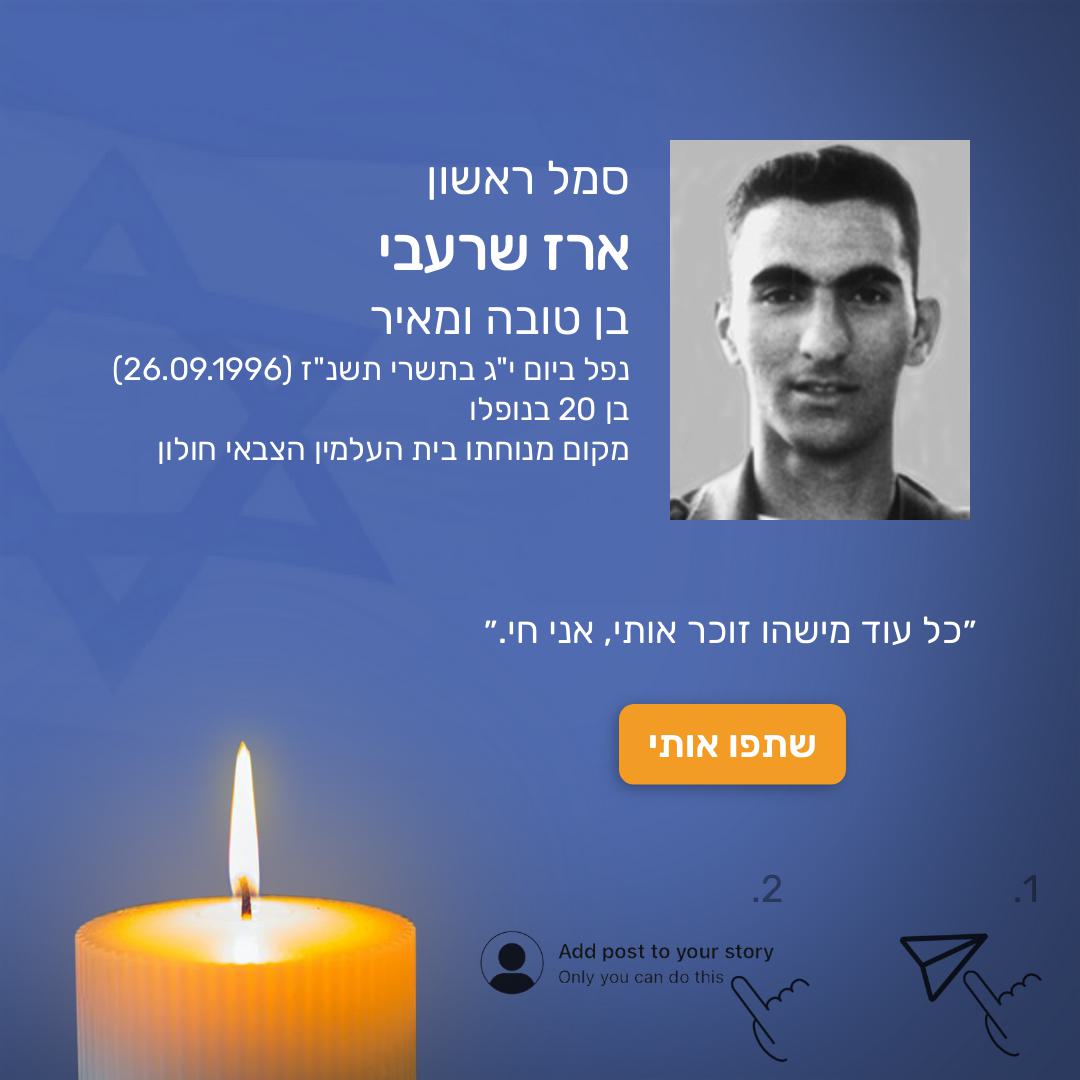 סמל ראשון
ארז שרעבי
בן טובה ומאיר
נפל ביום י"ג בתשרי תשנ"ז (26.09.1996)
בן 20 בנופלו
מקום מנוחתו בית העלמין הצבאי חולון
״כל עוד מישהו זוכר אותי, אני חי.״
שתפו אותי
1.
2.
Add post to your story
Only you can do this